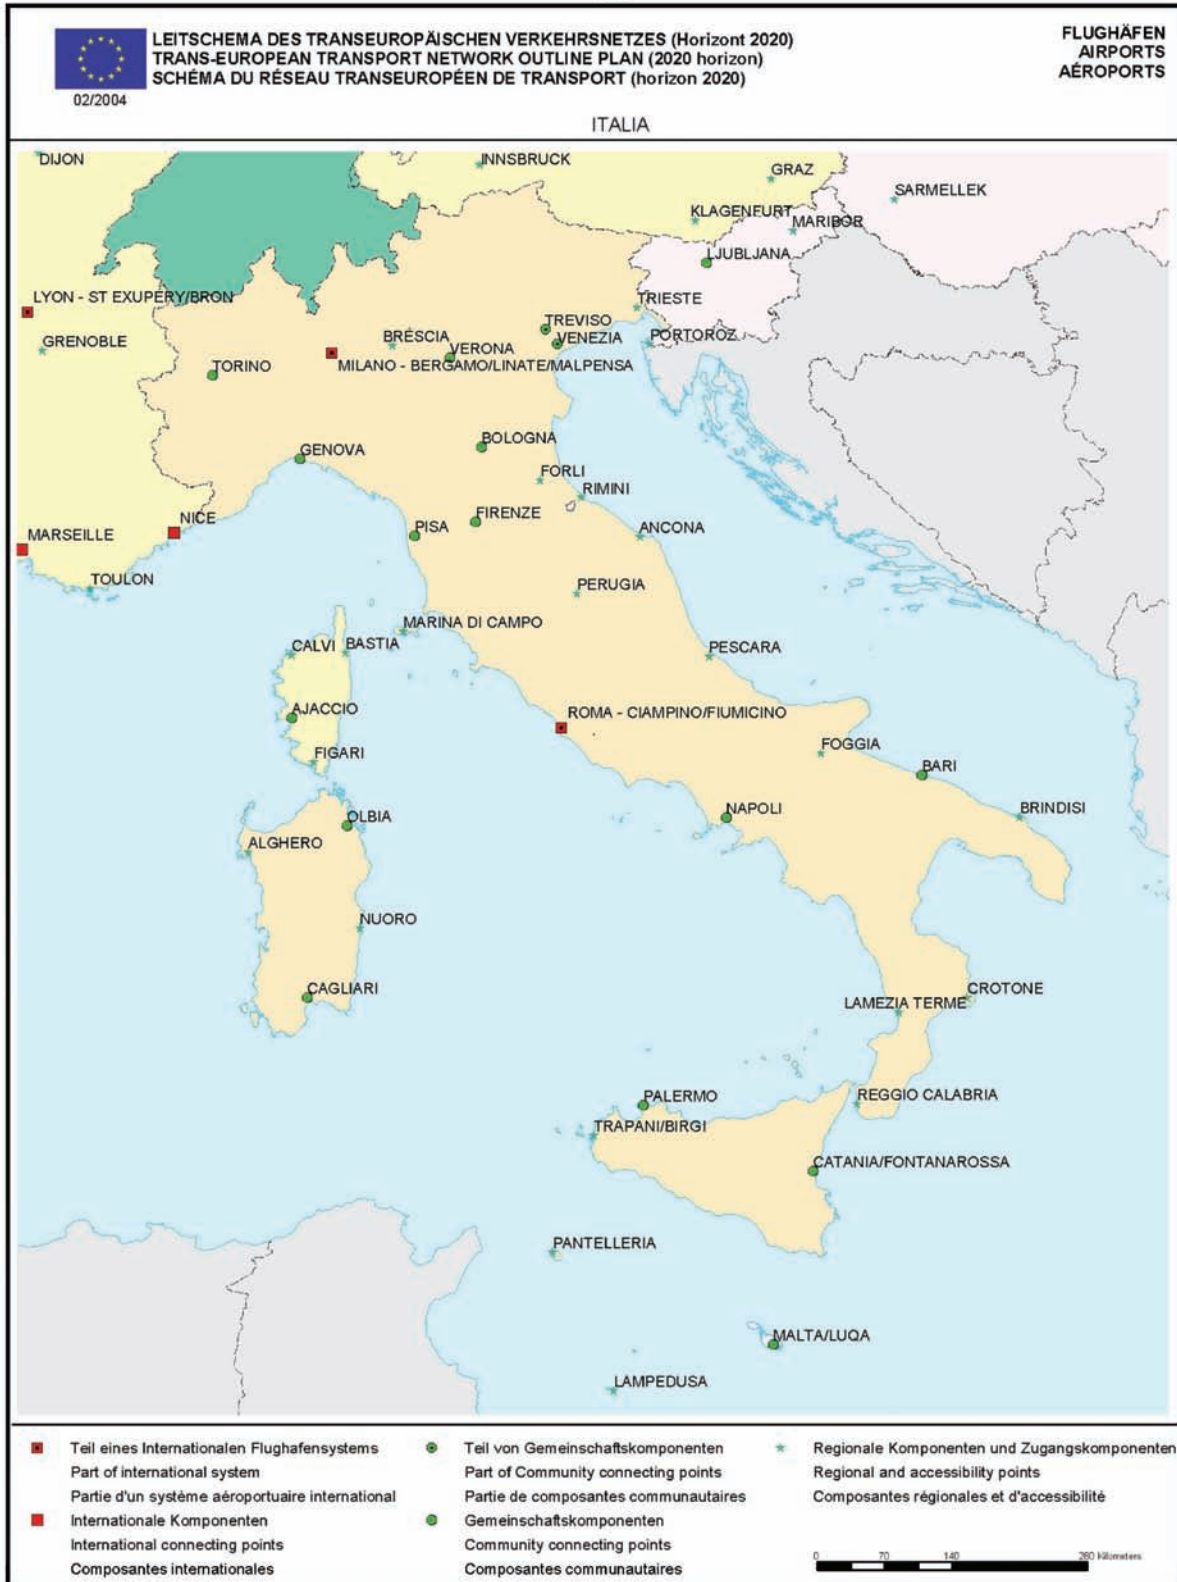 LEITSCHEMA DES TRANSEUROPÄISCHEN VERKEHRSNETZES (Horizont 2020)
TRANS-EUROPEAN TRANSPORT NETWORK OUTLINE PLAN (2020 horizon)
SCHÉMA DU RÉSEAU TRANSEUROPÉEN DE TRANSPORT (horizon 2020)
02/2004
FLUGHÄFEN
AIRPORTS
AÉROPORTS
ITALIA
DIJON
INNSBRUCK
GRAZ
SARMELLEK
KLAGENFURT
MARIBOR
LJUBLJANA
LYON - ST EXUPERY/BRON
TRIESTE
TREVISO
GRENOBLE
BRÉSCIA
VENEZIA
PORTOROZ
VERONA
TORINO
MILANO - BERGAMO/LINATE/MALPENSA
GENOVA
BOLOGNA
FORLI
RIMINI
NICE
FIRENZE
PISA
ANCONA
MARSEILLE
TOULON
PERUGIA
MARINA DI CAMPO
CALVI
BASTIA
PESCARA
AJACCIO
ROMA - CIAMPINO/FIUMICINO
FIGARI
FOGGIA
BARI
OLBIA
NAPOLI
BRINDISI
ALGHERO
NUORO
CAGLIARI
CROTONE
LAMEZIA TERME
PALERMO
REGGIO CALABRIA
TRAPANI/BIRGI
CATANIA/FONTANAROSSA
PANTELLERIA
MALTA/LUQA
LAMPEDUSA
Teil eines Internationalen Flughafensystems
Part of international system
Partie d'un système aéroportuaire international
Internationale Komponenten
International connecting points
Composantes internationales
Teil von Gemeinschaftskomponenten
Part of Community connecting points
Partie de composantes communautaires
Gemeinschaftskomponenten
Community connecting points
Composantes communautaires
Regionale Komponenten und Zugangskomponenten
Regional and accessibility points
Composantes régionales et d'accessibilité
0 70 140 280 Kilometers